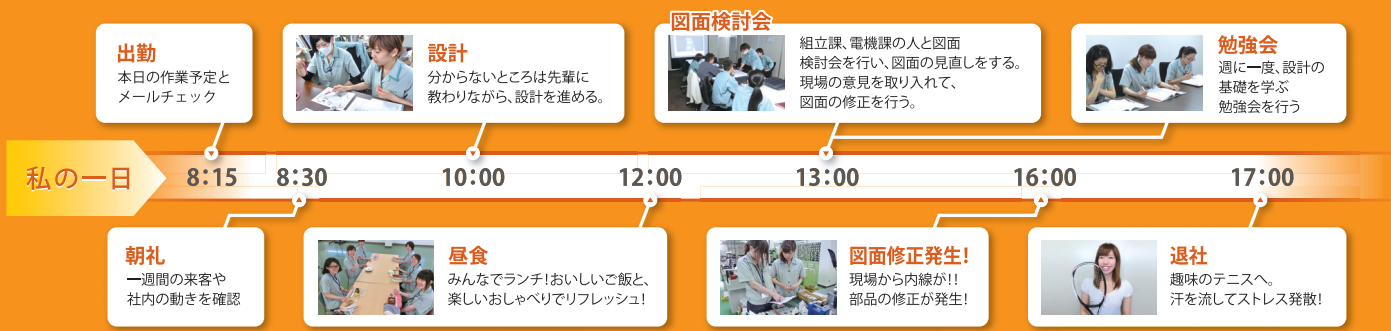 私の一日
8:15
出勤
本日の作業予定と
メールチェック
8:30
朝礼
一週間の来客や
社内の動きを確認
10:00
設計
分からないところは先輩に
教わりながら、設計を進める。
12:00
昼食
みんなでランチ!おいしいご飯と、
楽しいおしゃべりでリフレッシュ!
13:00
図面検討会
組立課、電機課の人と図面
検討会を行い、図面の見直しをする。
現場の意見を取り入れて、
図面の修正を行う。
勉強会
週に一度、設計の
基礎を学ぶ
勉強会を行う
16:00
図面修正発生!
現場から内線が!!
部品の修正が発生!
17:00
退社
趣味のテニスへ。
汗を流してストレス発散!